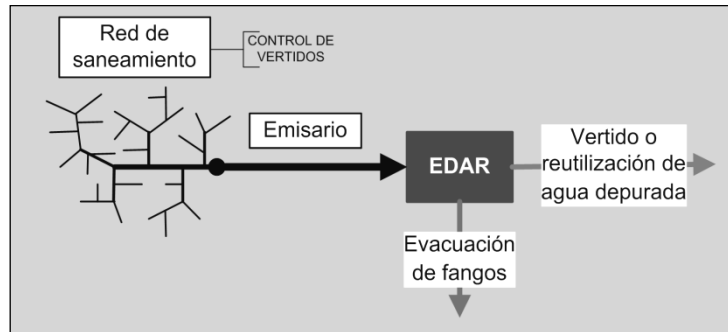 Red de
saneamiento
CONTROL DE
VERTIDOS
Emisario
EDAR
Vertido o
reutilización de
agua depurada
Evacuación
de fangos